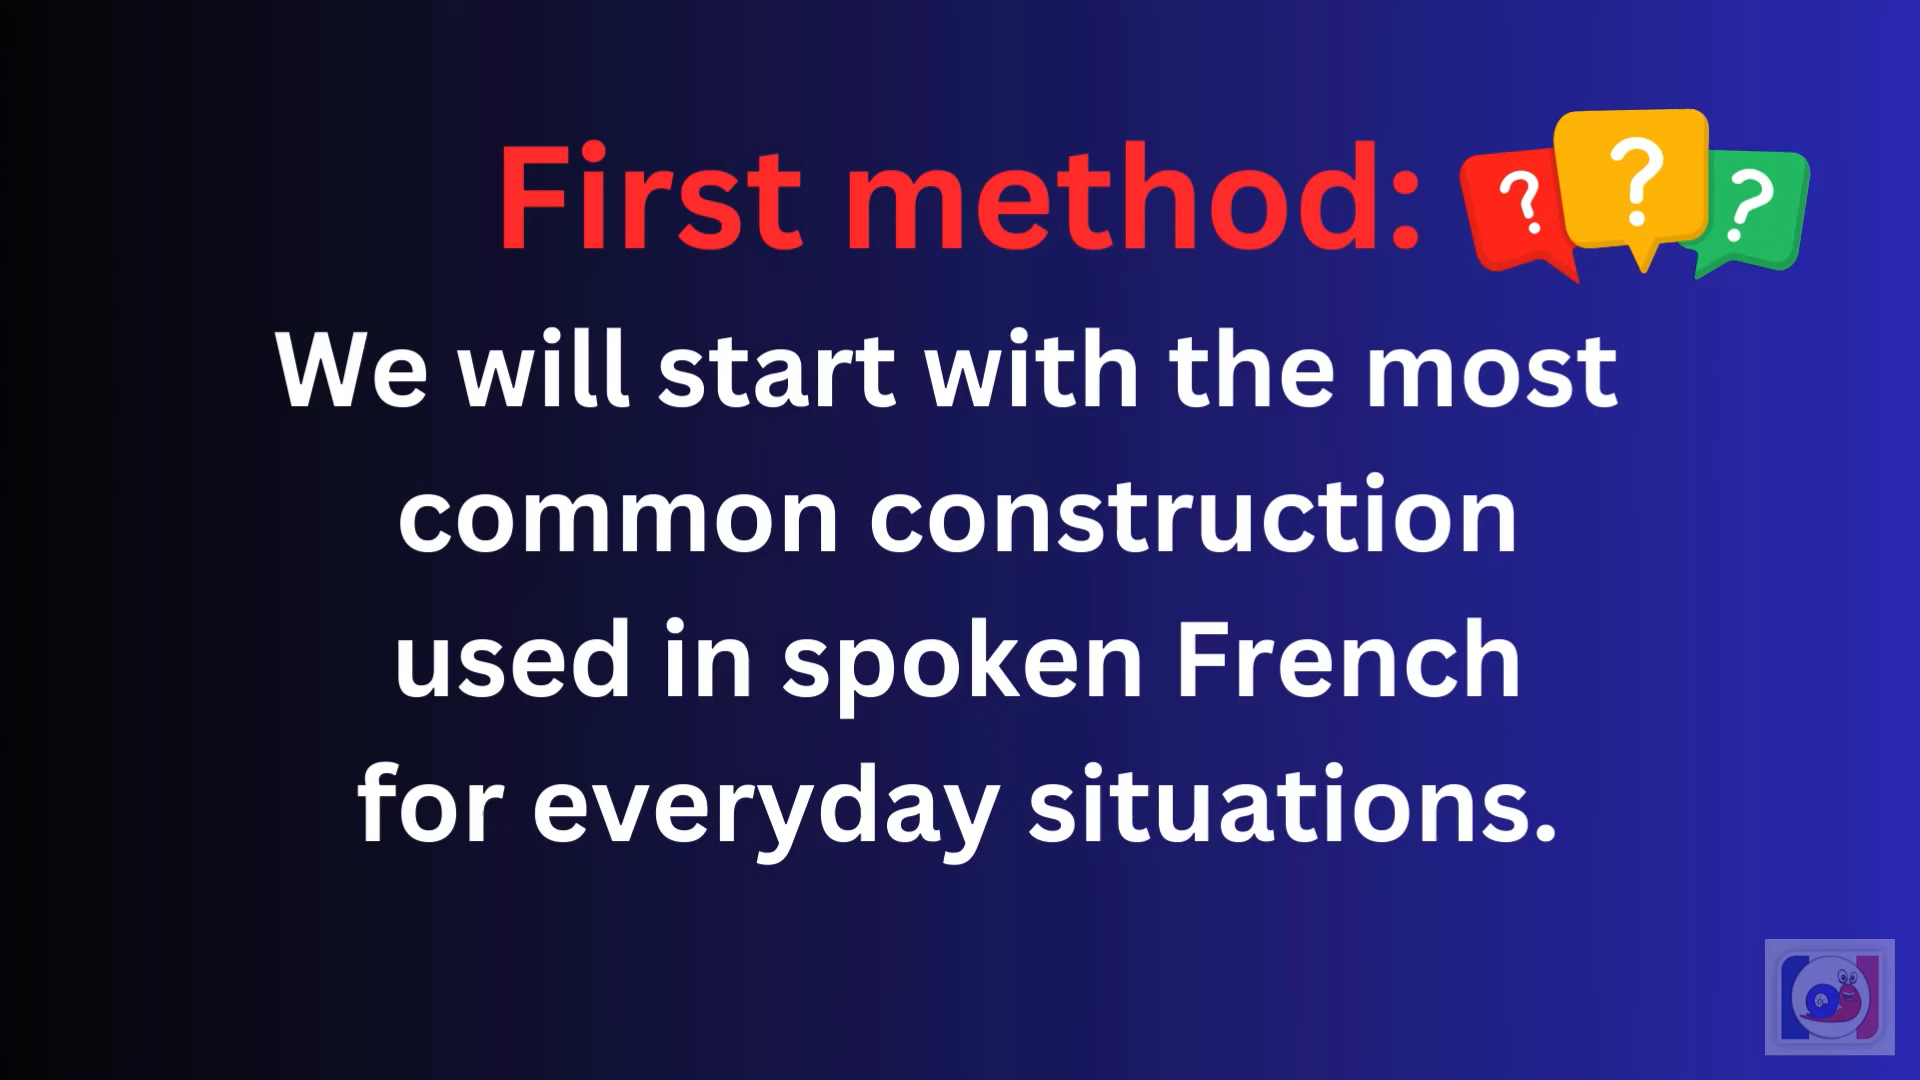 First method:
? ? ?
We will start with the most
common construction
used in spoken French
for everyday situations.